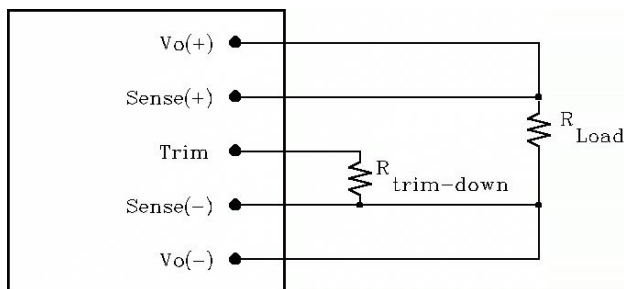 Vo(+)
Sense(+)
Trim
Sense(-)
Vo(-)
R
trim-down
R
Load